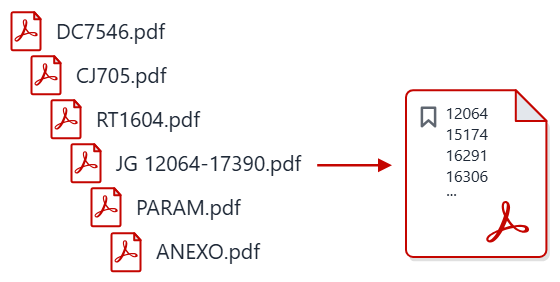 DC7546.pdf
CJ705.pdf
RT1604.pdf
JG 12064-17390.pdf
PARAM.pdf
ANEXO.pdf
12064
15174
16291
16306
...